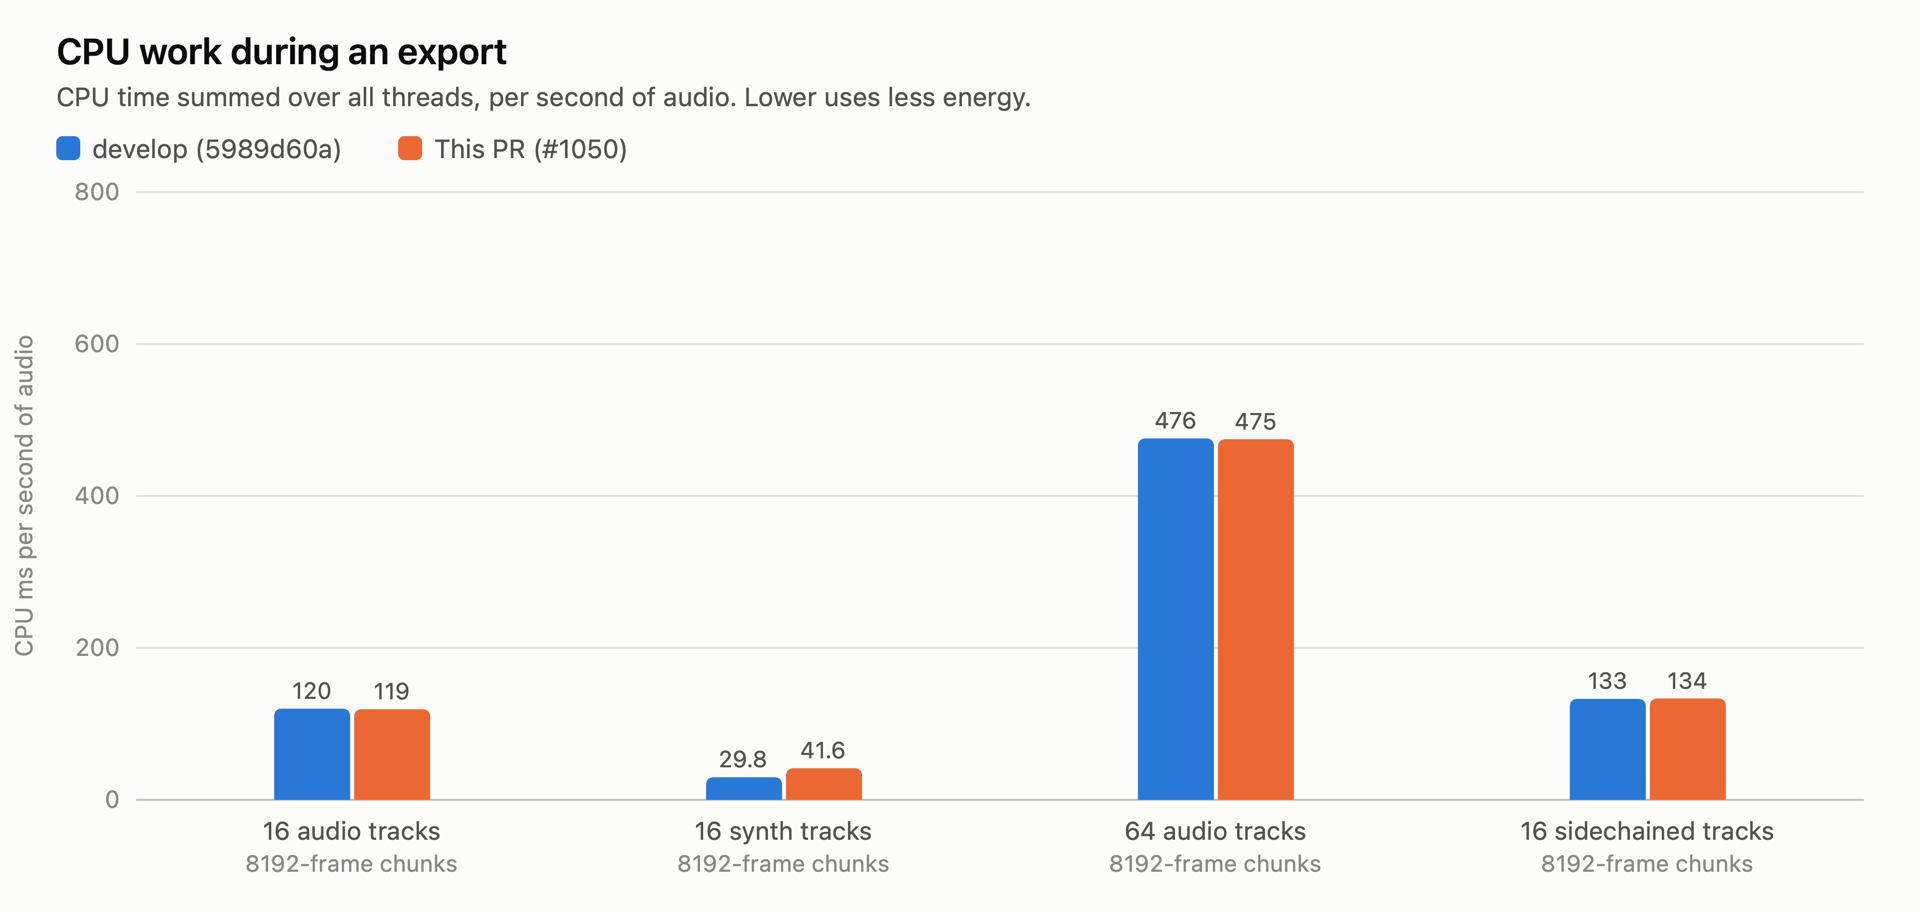 CPU work during an export
CPU time summed over all threads, per second of audio. Lower uses less energy.
develop (5989d60a) This PR (#1050)
CPU ms per second of audio
800
600
400
200
0
120 119
29.8 41.6
476 475
133 134
16 audio tracks
8192-frame chunks
16 synth tracks
8192-frame chunks
64 audio tracks
8192-frame chunks
16 sidechained tracks
8192-frame chunks